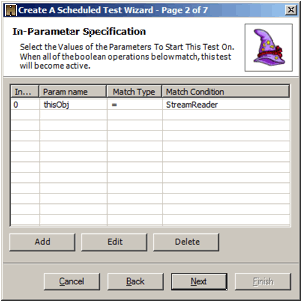 Create A Scheduled Test Wizard - Page 2 of 7
In-Parameter Specification
Select the Values of the Parameters To Start This Test On.
When all of the boolean operations below match, this test
will become active.
In... Param name Match Type Match Condition
0 thisObj = StreamReader
Add Edit Delete
Cancel Back Next Finish